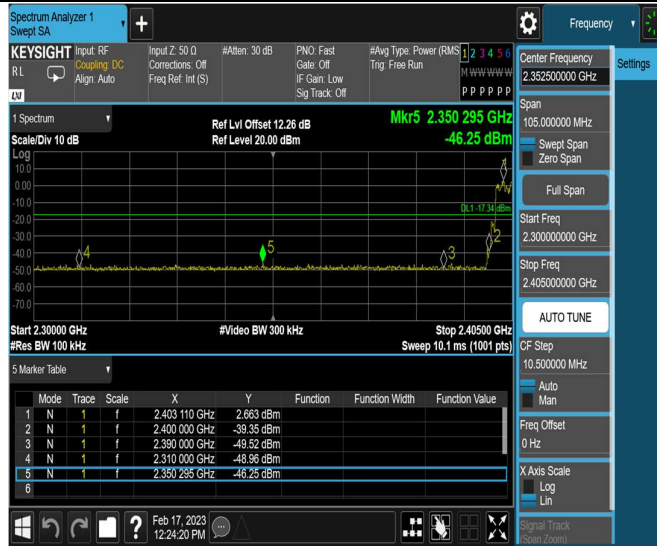 Spectrum Analyzer 1
Swept SA
Frequency
KEYSIGHT
Input: RF
Coupling: DC
Align: Auto
Input Z: 50 Ω
Corrections: Off
Freq Ref: Int (S)
#Atten: 30 dB
PNO: Fast
Gate: Off
IF Gain: Low
Sig Track: Off
#Avg Type: Power (RMS
Trig: Free Run
1 2 3 4 5 6
M W W W W W
P P P P P P
R L
LXI
1 Spectrum
Scale/Div 10 dB
Ref Lvl Offset 12.26 dB
Ref Level 20.00 dBm
Mkr5 2.350 295 GHz
-46.25 dBm
Log
10.0
0.00
-10.0
-20.0
-30.0
-40.0
-50.0
-60.0
-70.0
DL1 -17.34 dBm
4
5
3
2
Start 2.30000 GHz
#Res BW 100 kHz
#Video BW 300 kHz
Stop 2.40500 GHz
Sweep 10.1 ms (1001 pts)
5 Marker Table
Mode Trace Scale X Y Function Function Width Function Value
1 N 1 f 2.403 110 GHz 2.663 dBm
2 N 1 f 2.400 000 GHz -39.35 dBm
3 N 1 f 2.390 000 GHz -49.52 dBm
4 N 1 f 2.310 000 GHz -48.96 dBm
5 N 1 f 2.350 295 GHz -46.25 dBm
6
Feb 17, 2023
12:24:20 PM
Center Frequency
2.352500000 GHz
Span
105.000000 MHz
Swept Span
Zero Span
Full Span
Start Freq
2.300000000 GHz
Stop Freq
2.405000000 GHz
AUTO TUNE
CF Step
10.500000 MHz
Auto
Man
Freq Offset
0 Hz
X Axis Scale
Log
Lin
Signal Track
(Span Zoom)
Settings